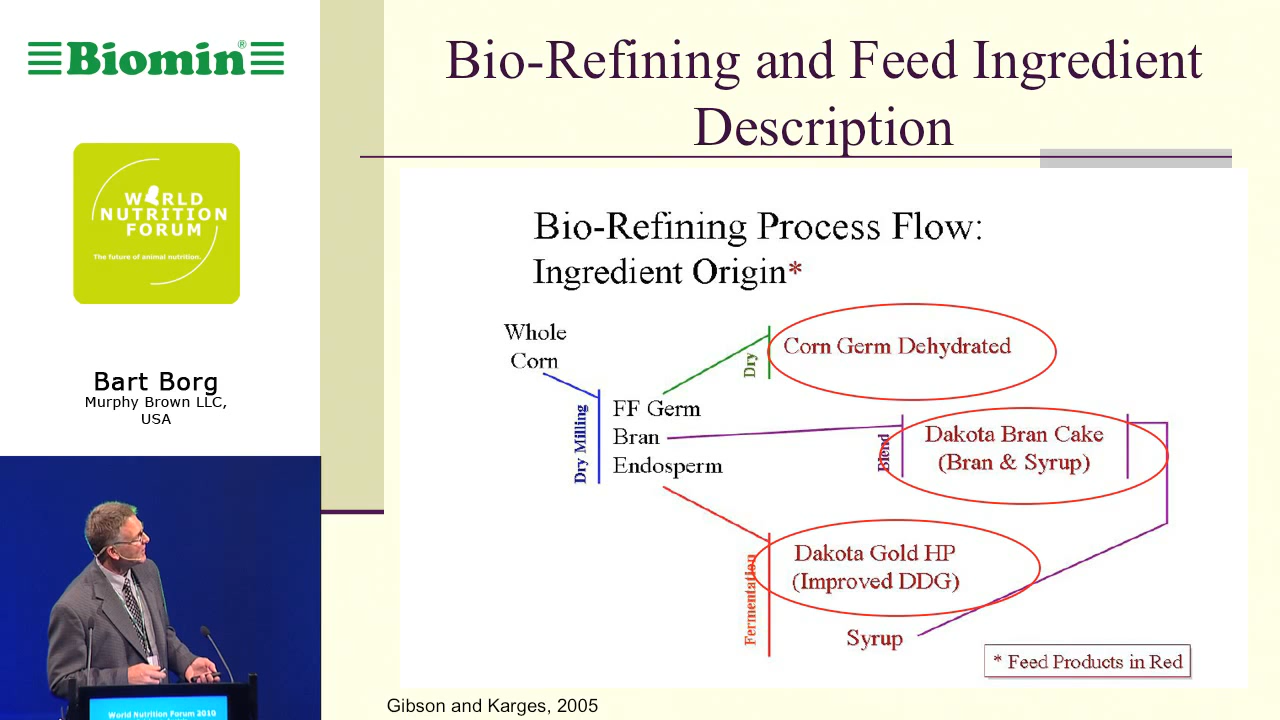 Biomin®
WORLD
NUTRITION
FORUM
The future of animal nutrition.
Bart Borg
Murphy Brown LLC,
USA
World Nutrition Forum 2010
Bio-Refining and Feed Ingredient
Description
Bio-Refining Process Flow:
Ingredient Origin*
Whole
Corn
Dry Milling
FF Germ
Bran
Endosperm
Dry
Corn Germ Dehydrated
Blend
Dakota Bran Cake
(Bran & Syrup)
Fermentation
Dakota Gold HP
(Improved DDG)
Syrup
* Feed Products in Red
Gibson and Karges, 2005